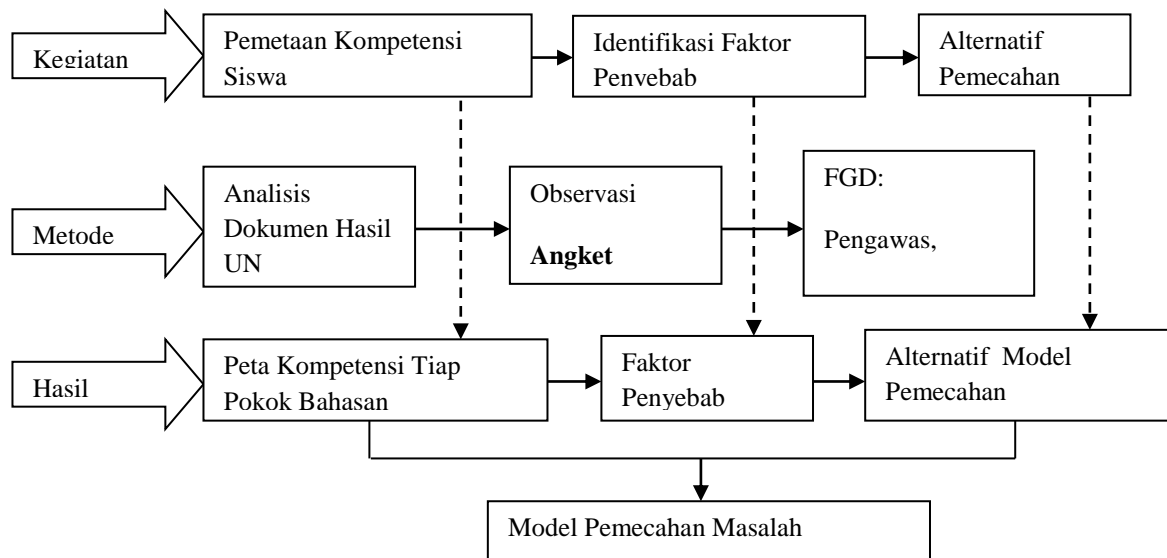 Kegiatan
Pemetaan Kompetensi
Siswa
Identifikasi Faktor
Penvebab
Alternatif
Pemecahan
Metode
Analisis
Dokumen Hasil
UN
Observasi
Angket
FGD:
Pengawas,
Hasil
Peta Kompetensi Tiap
Pokok Bahasan
Faktor
Penyebab
Alternatif Model
Pemecahan
Model Pemecahan Masalah